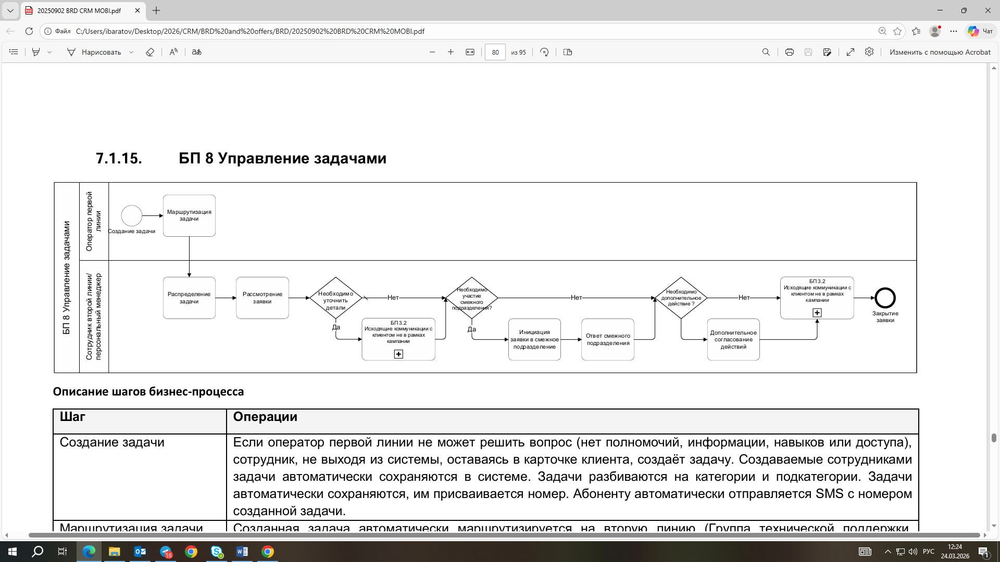 20250902 BRD CRM MOBI.pdf
Файл
C:/Users/ibaratov/Desktop/2026/CRM/BRD%20and%20offers/BRD/20250902%20BRD%20CRM%20MOBI.pdf
Чат
Нарисовать
80
из 95
Изменить с помощью Acrobat
7.1.15. БП 8 Управление задачами
БП 8 Управление задачами
Оператор первой
линии
Создание задачи
Маршрутизация
задачи
Сотрудник второй линии/
персональный менеджер
Распределение
задачи
Рассмотрение
заявки
Необходимо
уточнить
детали
Нет
Да
БП 3.2
Исходящие коммуникации с
клиентом не в рамках
кампании
Необходимо
участие
смежного
подразделения?
Нет
Да
Инициация
заявки в смежное
подразделение
Ответ смежного
подразделения
Необходимо
дополнительное
действие ?
Нет
Дополнительное
согласование
действий
БП 3.2
Исходящие коммуникации с
клиентом не в рамках
кампании
Закрытие
заявки
Описание шагов бизнес-процесса
Шаг
Операции
Создание задачи
Если оператор первой линии не может решить вопрос (нет полномочий, информации, навыков или доступа),
сотрудник, не выходя из системы, оставаясь в карточке клиента, создаёт задачу. Создаваемые сотрудниками
задачи автоматически сохраняются в системе. Задачи разбиваются на категории и подкатегории. Задачи
автоматически сохраняются, им присваивается номер. Абоненту автоматически отправляется SMS с номером
созданной задачи.
Маршрутизация задачи
Созданная задача автоматически маршрутизируется на вторую линию (Группа технической поддержки,
56
РУС
12:24
24.03.2026
1